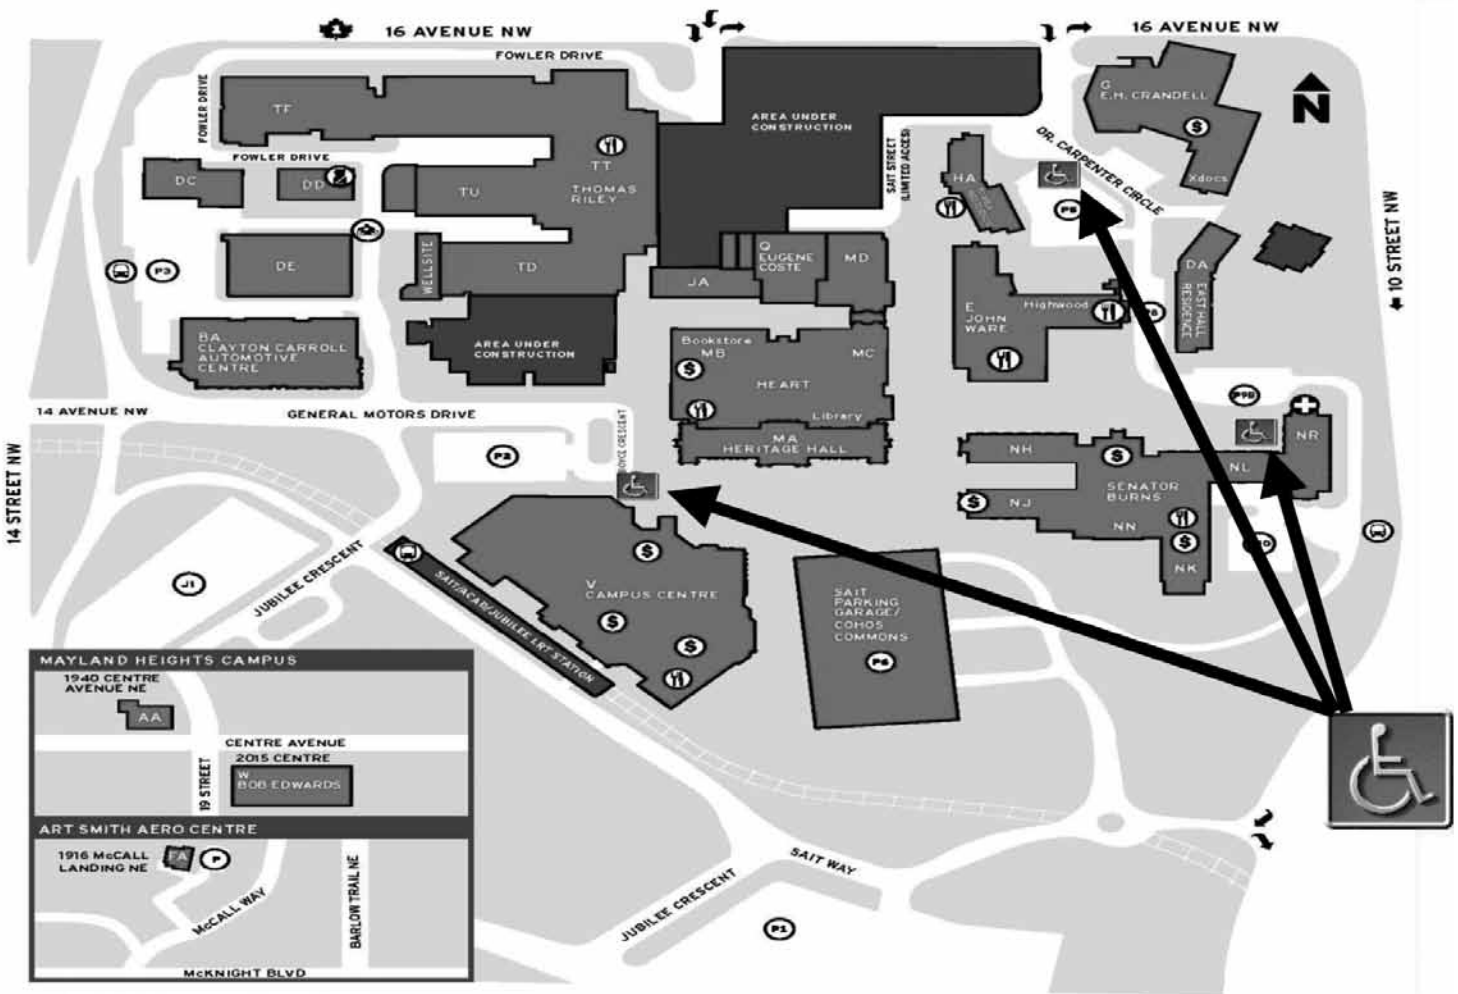 16 AVENUE NW
16 AVENUE NW
FOWLER DRIVE
FOWLER DRIVE
TF
AREA UNDER
CONSTRUCTION
G
E.H. CRANDELL
N
$
TT
THOMAS
RILEY
FOWLER DRIVE
DC
DD
TU
SAIT STREET
(LIMITED ACCES)
HA
DR. CARPENTER CIRCLE
Xdocs
10 STREET NW
P3
DE
WELLSITE
TD
JA
Q
EUGENE
COSTE
MD
DA
EAST HALL
RESIDENCE
E
JOHN
WARE
Highwood
BA
CLAYTON CARROLL
AUTOMOTIVE
CENTRE
AREA UNDER
CONSTRUCTION
Bookstore
MB
MC
$
HEART
Library
MA
HERITAGE HALL
14 AVENUE NW
GENERAL MOTORS DRIVE
P2
14 STREET NW
NH
$
NR
NL
SENATOR
BURNS
$
NJ
NN
$
NK
J1
JUBILEE CRESCENT
SAIT/ACAD/JUBILEE LRT STATION
$
V
CAMPUS CENTRE
$
$
SAIT
PARKING
GARAGE/
COHOS
COMMONS
MAYLAND HEIGHTS CAMPUS
1940 CENTRE
AVENUE NE
AA
CENTRE AVENUE
2015 CENTRE
W
BOB EDWARDS
19 STREET
ART SMITH AERO CENTRE
1916 McCALL
LANDING NE
P
McCALL WAY
BARLOW TRAIL NE
McKNIGHT BLVD
SAIT WAY
JUBILEE CRESCENT
P1